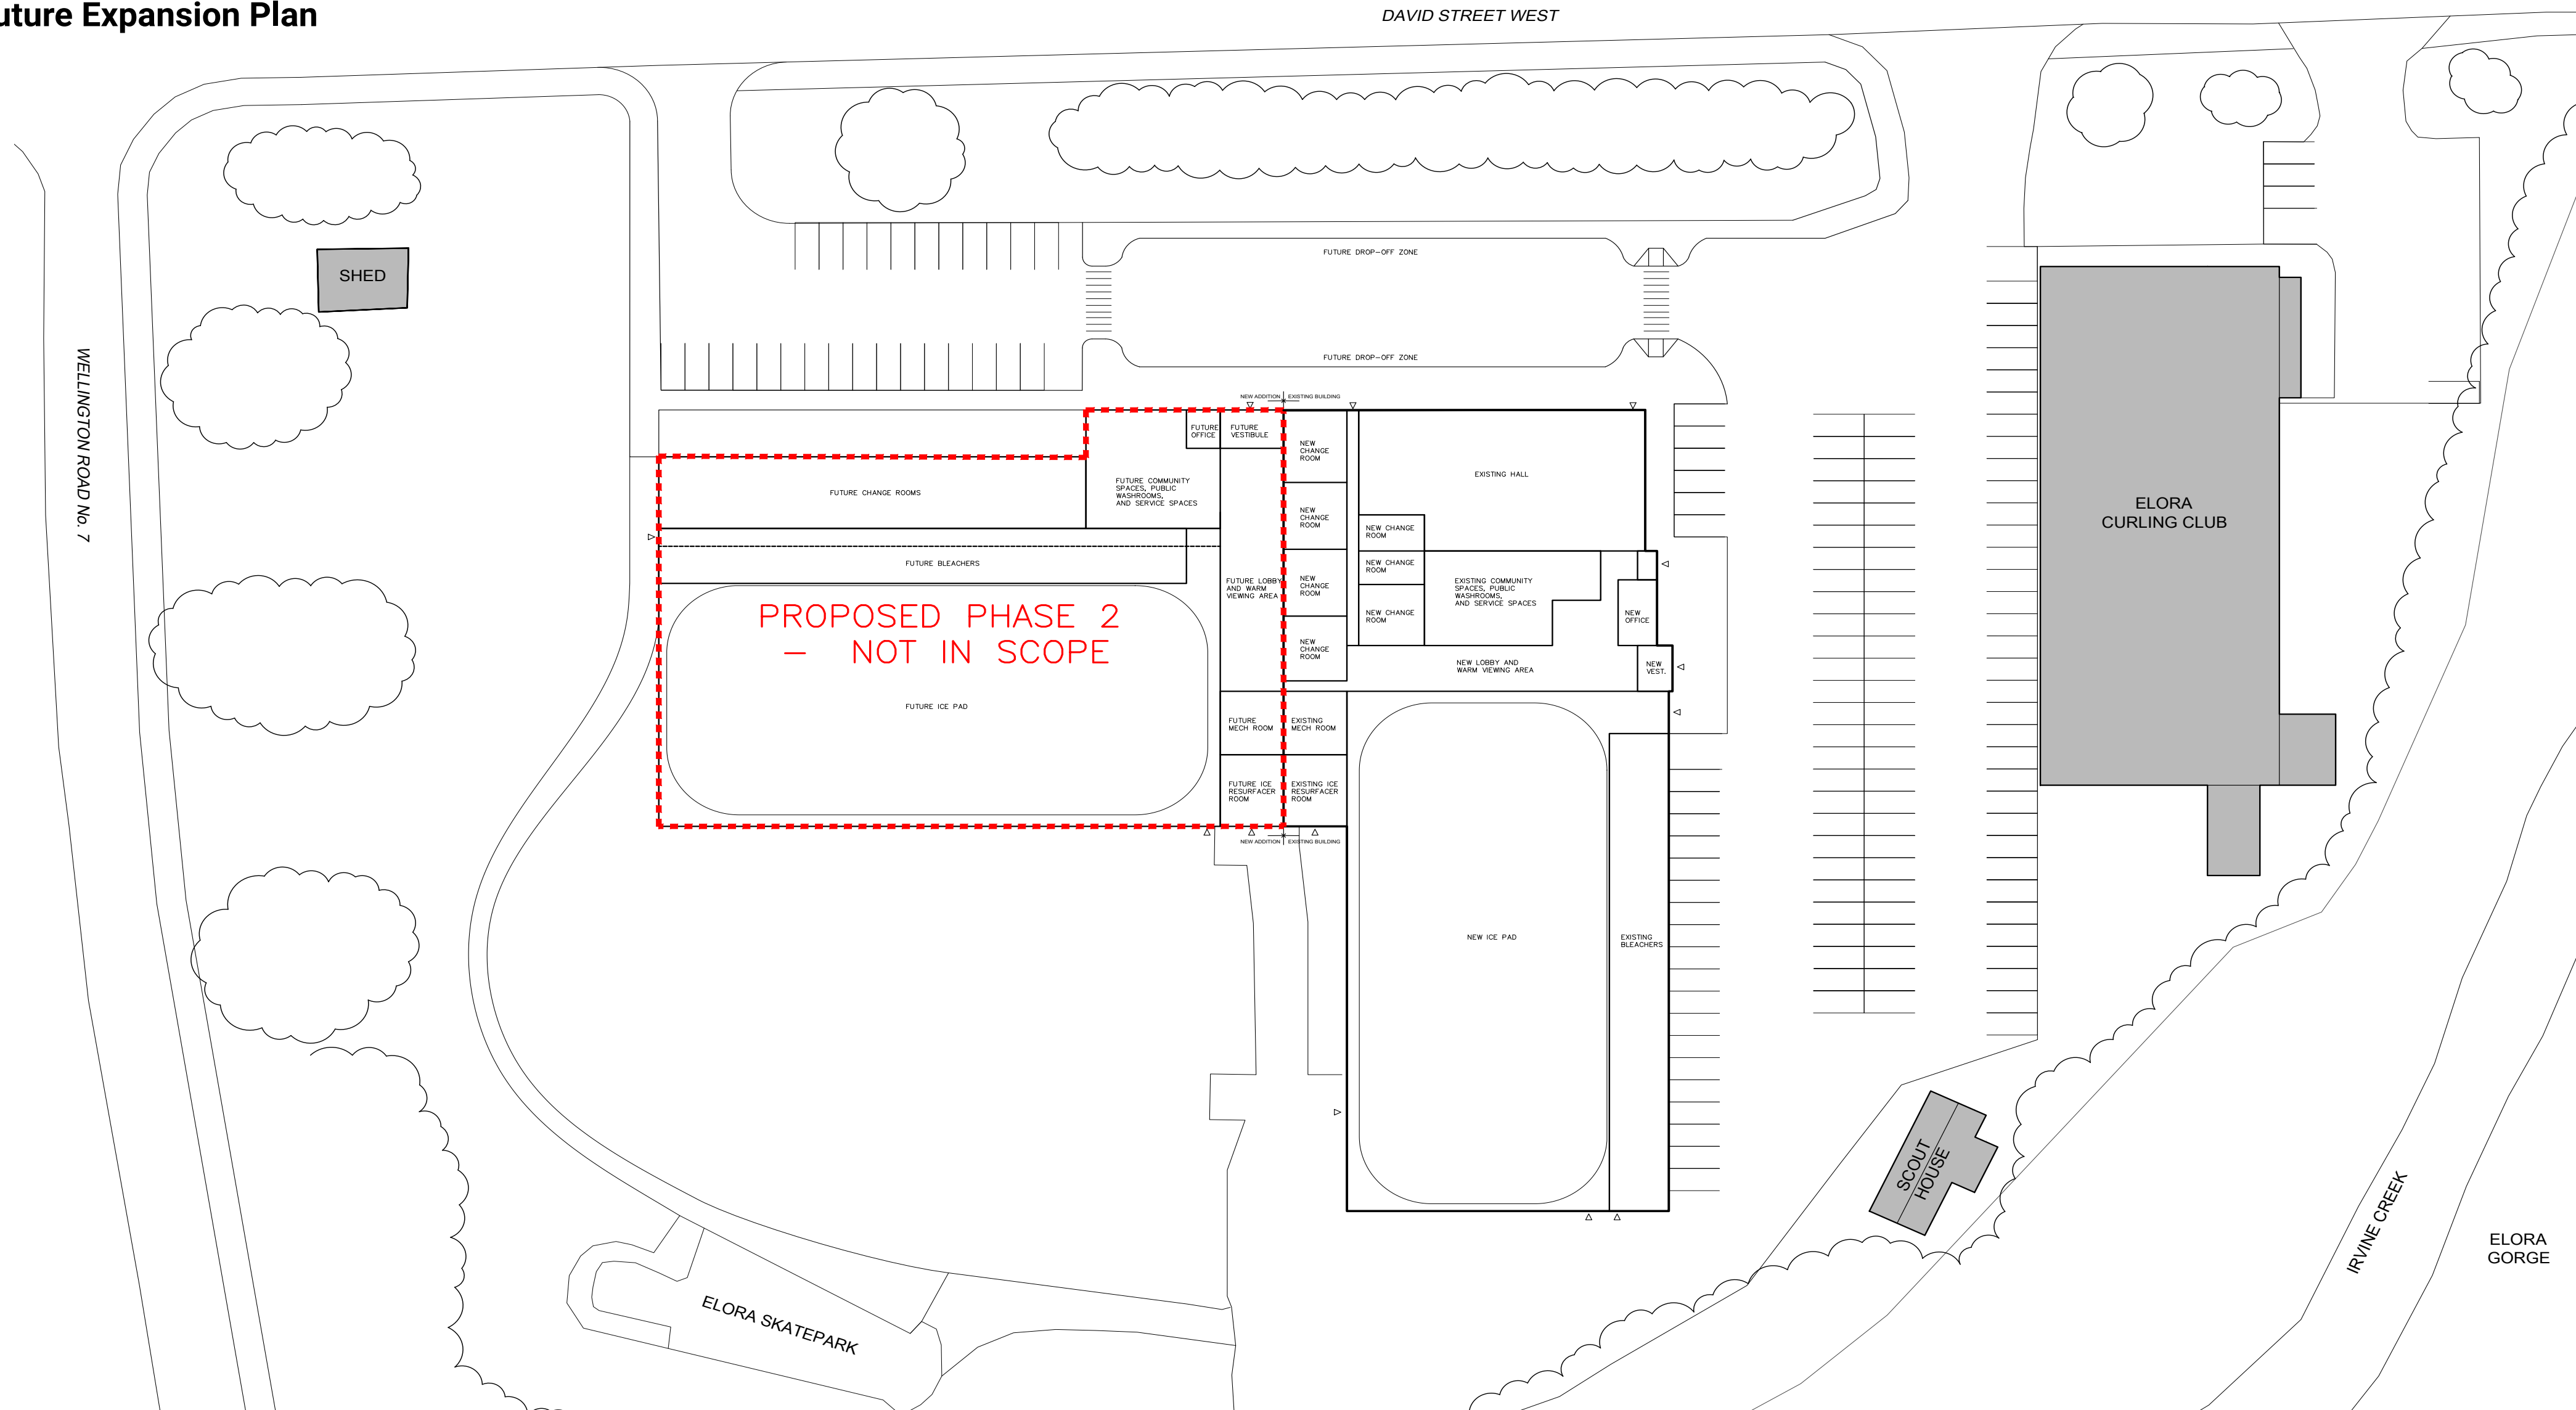 uture Expansion Plan
DAVID STREET WEST
SHED
WELLINGTON ROAD No. 7
FUTURE DROP-OFF ZONE
FUTURE DROP-OFF ZONE
NEW ADDITION
EXISTING BUILDING
FUTURE
OFFICE
FUTURE
VESTIBULE
FUTURE CHANGE ROOMS
FUTURE COMMUNITY
SPACES, PUBLIC
WASHROOMS,
AND SERVICE SPACES
FUTURE BLEACHERS
FUTURE LOBBY
AND WARM
VIEWING AREA
PROPOSED PHASE 2
- NOT IN SCOPE
FUTURE ICE PAD
FUTURE
MECH ROOM
FUTURE ICE
RESURFACER
ROOM
NEW
CHANGE
ROOM
NEW
CHANGE
ROOM
NEW
CHANGE
ROOM
NEW
CHANGE
ROOM
EXISTING
MECH ROOM
EXISTING ICE
RESURFACER
ROOM
EXISTING HALL
NEW CHANGE
ROOM
NEW CHANGE
ROOM
NEW CHANGE
ROOM
EXISTING COMMUNITY
SPACES, PUBLIC
WASHROOMS,
AND SERVICE SPACES
NEW
OFFICE
NEW LOBBY AND
WARM VIEWING AREA
NEW
VEST.
NEW ADDITION
EXISTING BUILDING
NEW ICE PAD
EXISTING
BLEACHERS
ELORA
CURLING CLUB
SCOUT
HOUSE
IRVINE CREEK
ELORA
GORGE
ELORA SKATEPARK